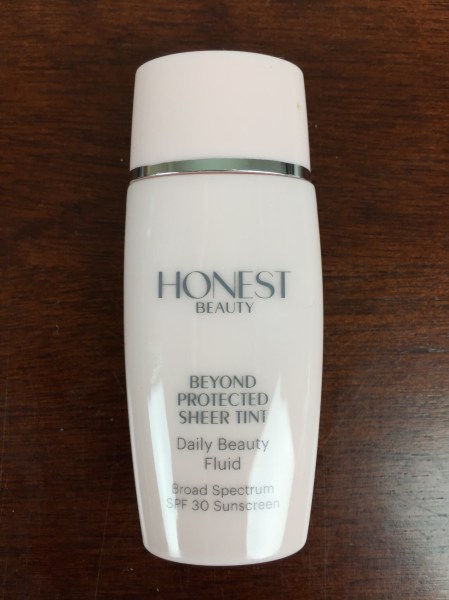 HONEST
BEAUTY
BEYOND
PROTECTED
SHEER TINT
Daily Beauty
Fluid
Broad Spectrum
SPF 30 Sunscreen